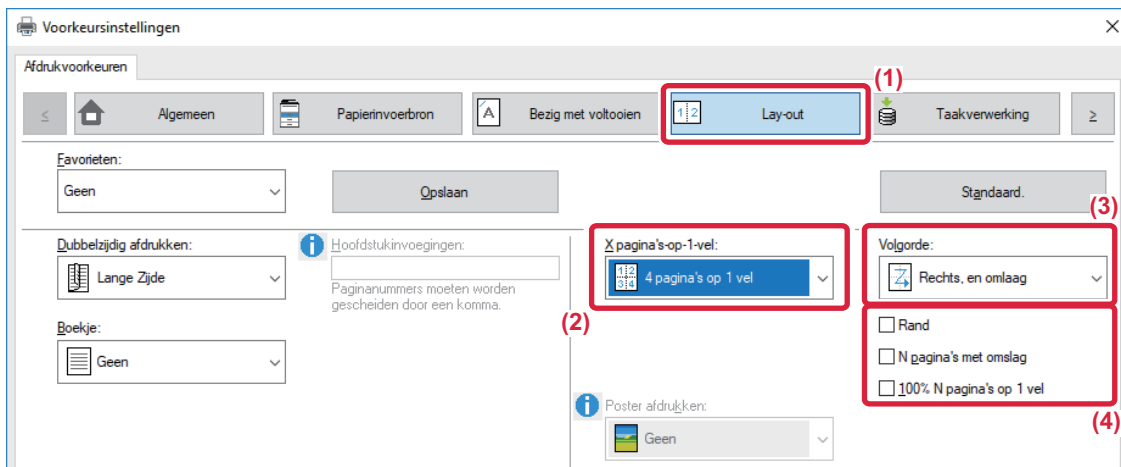 Voorkeursinstellingen
Afdrukvoorkeuren
(1)
≤ Algemeen Papierinvoerbron Bezig met voltooien Lay-out Taakverwerking ≥
Favorieten:
Geen Opslaan Standaard.
(3)
Dubbelzijdig afdrukken: Hoofdstukinvoegingen: X pagina's-op-1-vel: Volgorde:
Lange Zijde 4 pagina's op 1 vel Rechts, en omlaag
Paginanummers moeten worden
gescheiden door een komma.
(2)
Boekje: Rand
Geen N pagina's met omslag
100% N pagina's op 1 vel
(4)
Poster afdrukken:
Geen